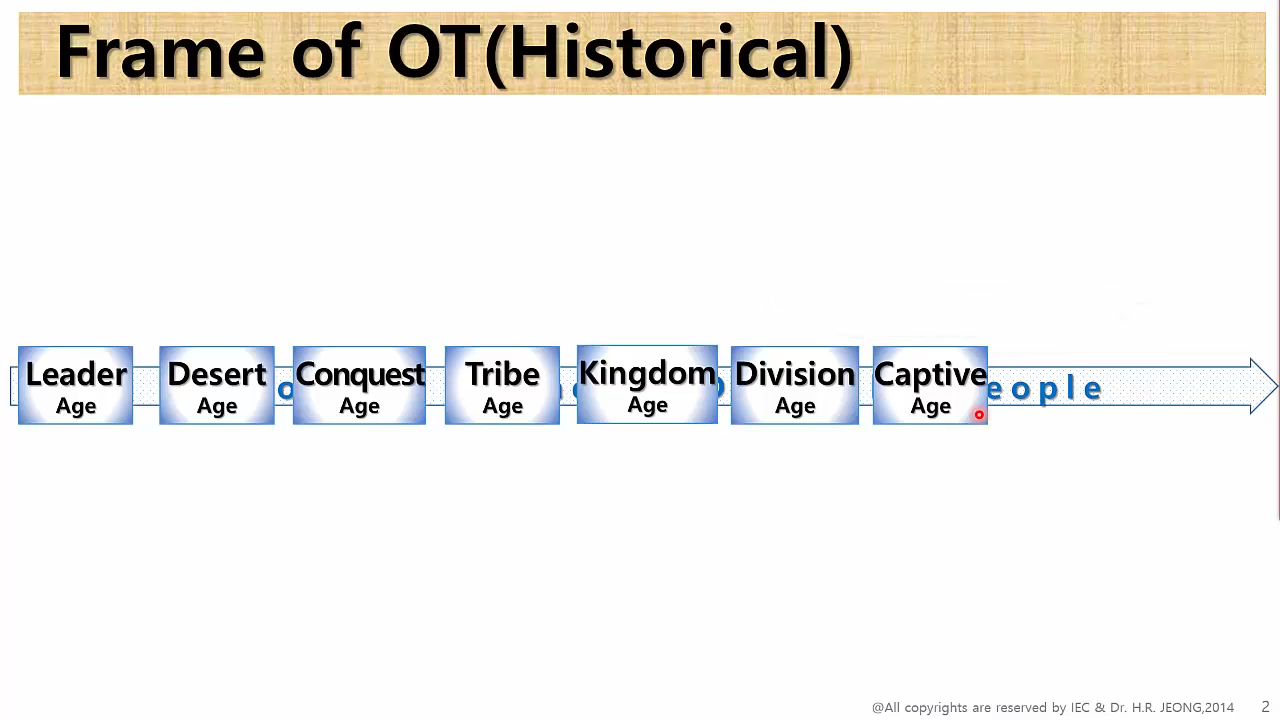 Frame of OT(Historical)
Leader Desert Conquest Tribe Kingdom Division Captive
Age Age Age Age Age Age Age
eople
@All copyrights are reserved by IEC & Dr. H.R. JEONG,2014 2